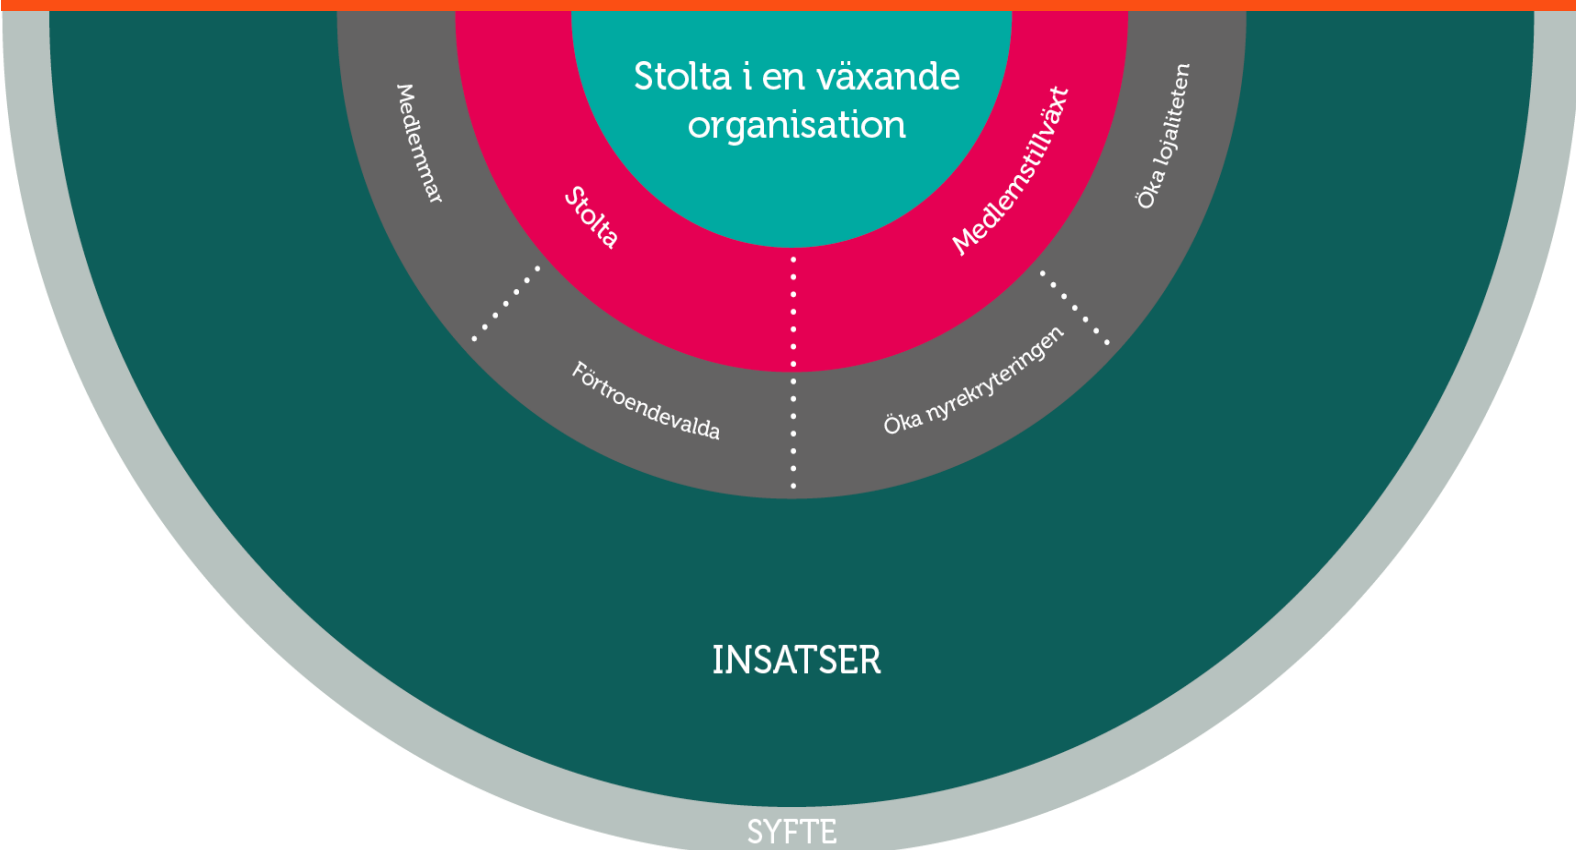 Stolta i en växande
organisation
Stolta
Medlemstillväxt
Medlemmar
Förtroendevalda
Öka nyrekryteringen
Öka lojaliteten
INSATSER
SYFTE